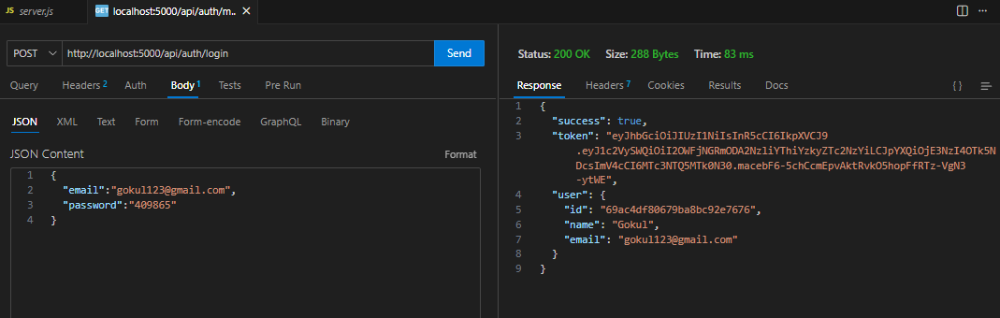 JS server.js
GET localhost:5000/api/auth/m...
POST http://localhost:5000/api/auth/login Send
Query Headers 2 Auth Body 1 Tests Pre Run
JSON XML Text Form Form-encode GraphQL Binary
JSON Content Format
1 {
2 "email":"gokul123@gmail.com",
3 "password":"409865"
4 }
Status: 200 OK Size: 288 Bytes Time: 83 ms
Response Headers 7 Cookies Results Docs {}
1 {
2 "success": true,
3 "token": "eyJhbGciOiJIUzI1NiIsInR5cCI6IkpXVCJ9
.eyJ1c2VySWQiOiI2OWFjNGRmODA2NzliYThiYzkyZTc2NzYiLCJpYXQiOjE3NzI4OTk5N
DcsImV4cCI6MTc3NTQ5MTk0N30.macebF6-5chCcmEpvAktRvkO5hopFfRTz-VgN3
-ytWE",
4 "user": {
5 "id": "69ac4df80679ba8bc92e7676",
6 "name": "Gokul",
7 "email": "gokul123@gmail.com"
8 }
9 }